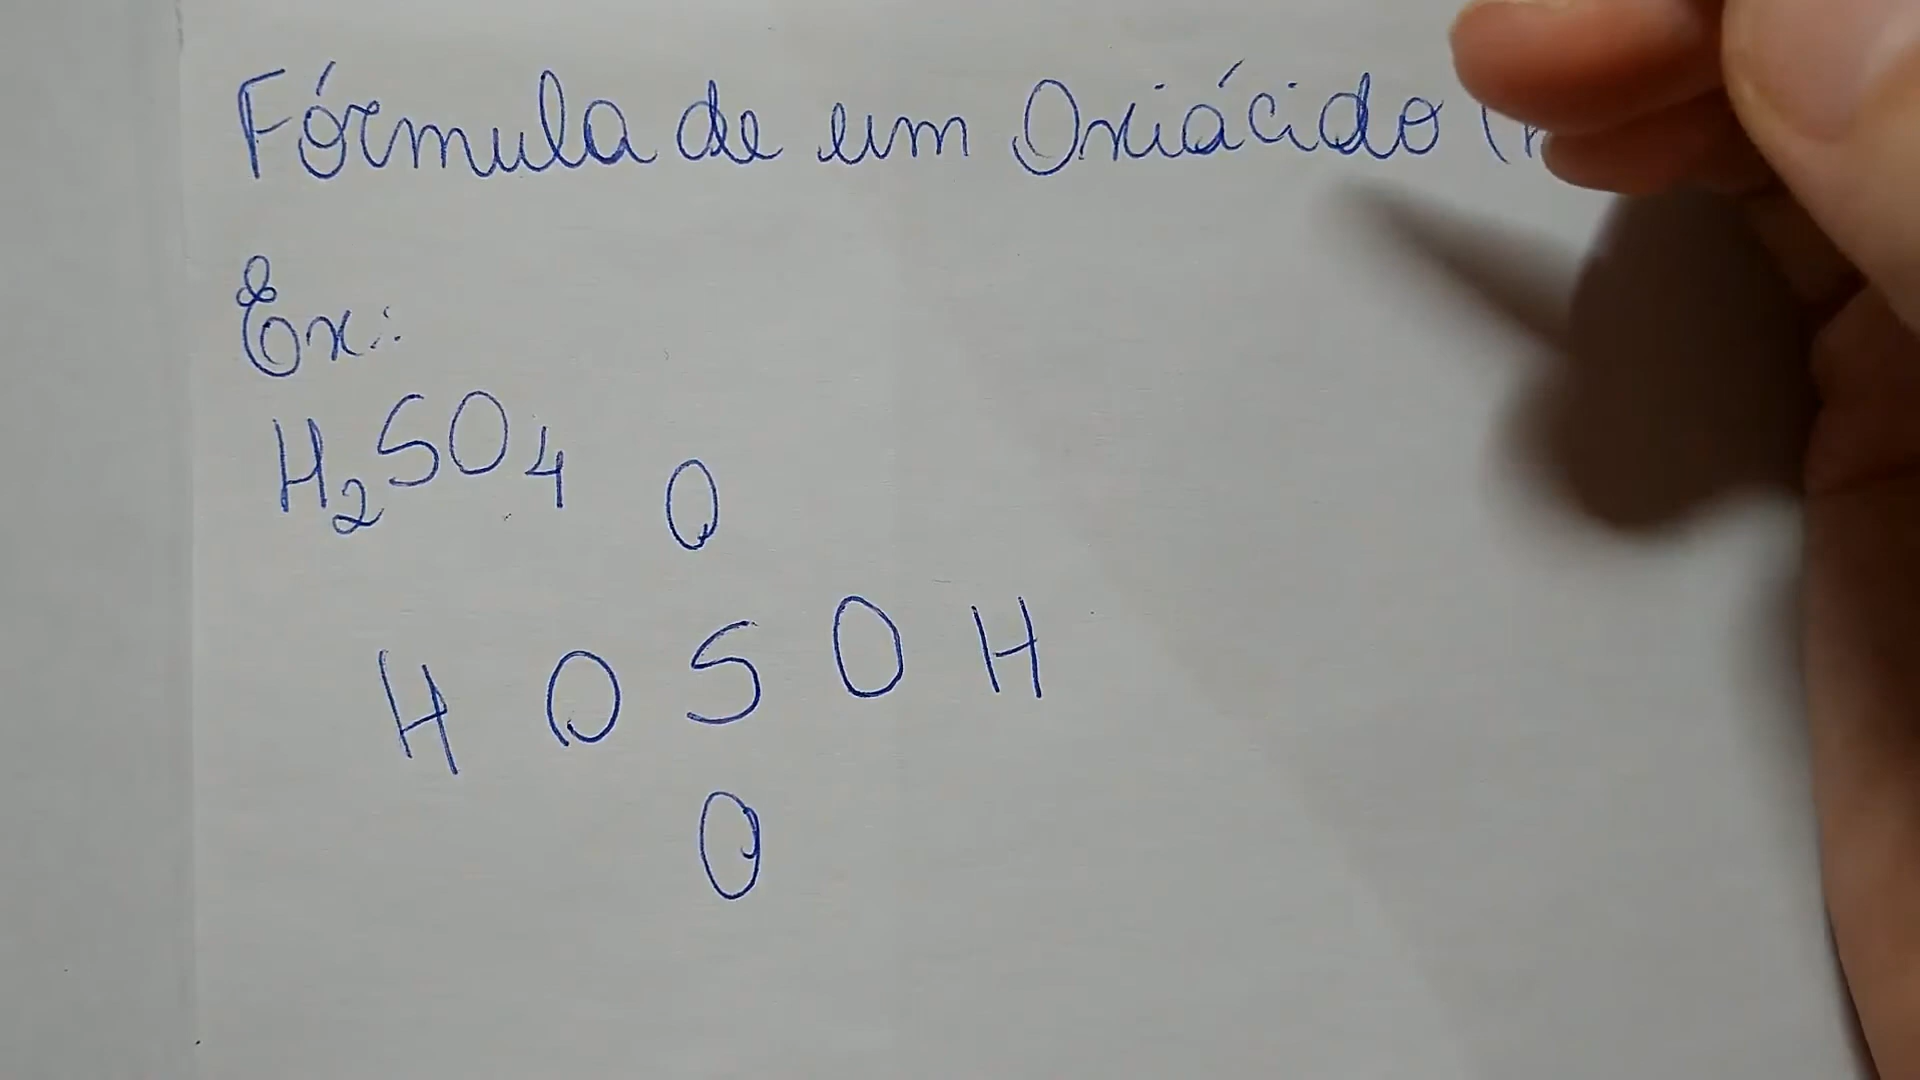 Fórmula de um Oxiácido (
Ex:
H₂SO₄
O
H O S O H
O